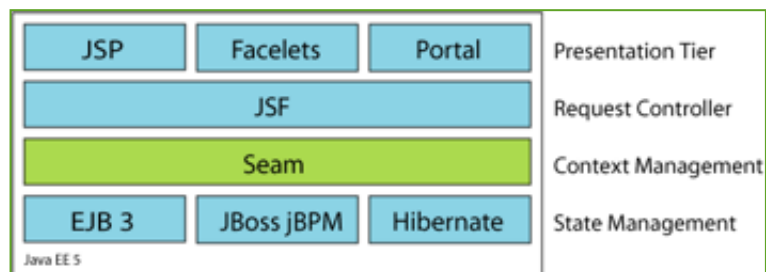 JSP Facelets Portal Presentation Tier
JSF Request Controller
Seam Context Management
EJB 3 JBoss jBPM Hibernate State Management
Java EE 5